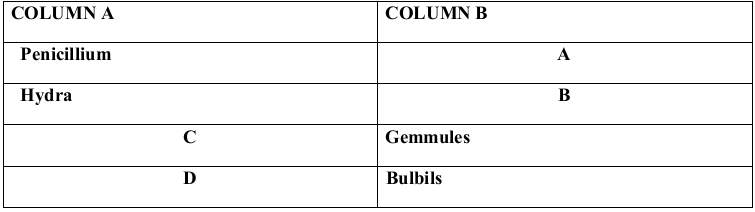 COLUMN A COLUMN B
Penicillium A
Hydra B
C Gemmules
D Bulbils